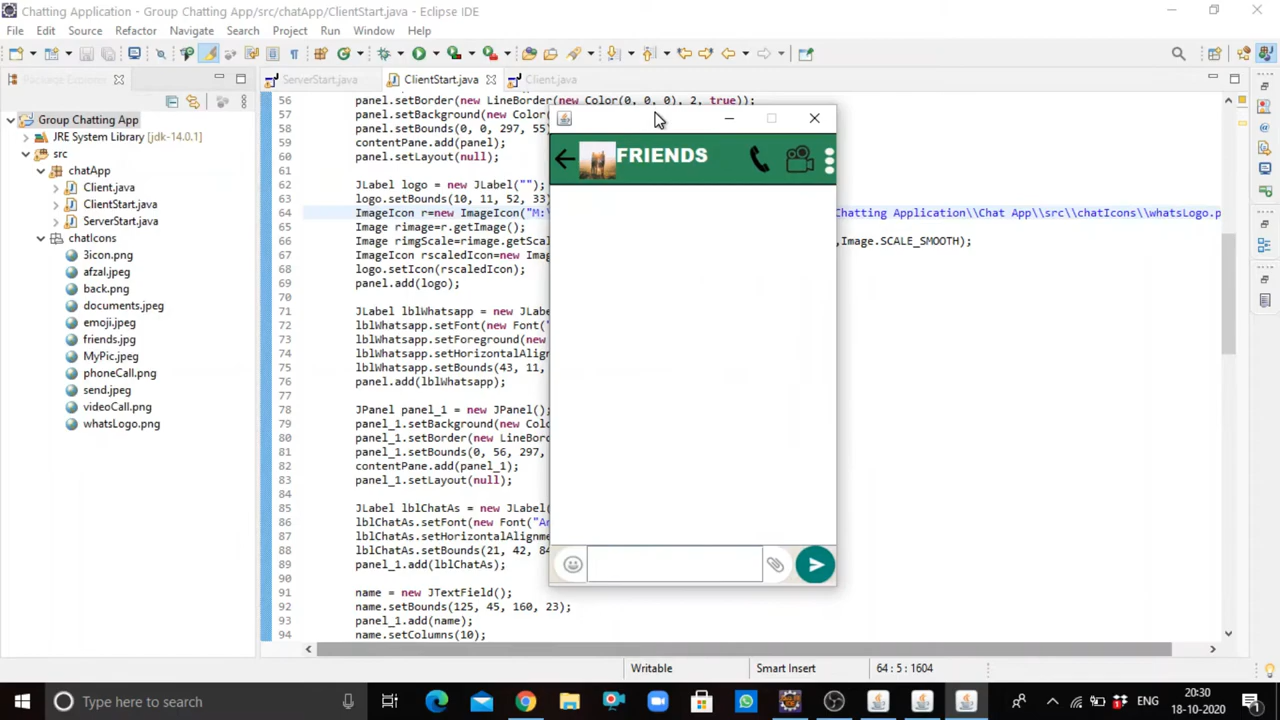 Chatting Application - Group Chatting App/src/chatApp/ClientStart.java - Eclipse IDE
File Edit Source Refactor Navigate Search Project Run Window Help
Package Explorer
ServerStart.java
ClientStart.java
Client.java
Group Chatting App
JRE System Library [jdk-14.0.1]
src
chatApp
Client.java
ClientStart.java
ServerStart.java
chatIcons
3icon.png
afzal.jpeg
back.png
documents.jpeg
emoji.jpeg
friends.jpg
MyPic.jpeg
phoneCall.png
send.jpeg
videoCall.png
whatsLogo.png
56 panel.setBorder(new LineBorder(new Color(0, 0, 0), 2, true));
57 panel.setBackground(new Color(
58 panel.setBounds(0, 0, 297, 55)
59 contentPane.add(panel);
60 panel.setLayout(null);
61
62 JLabel logo = new JLabel("");
63 logo.setBounds(10, 11, 52, 33)
64 ImageIcon r=new ImageIcon("M:\ Chatting Application\\Chat App\\src\\chatIcons\\whatsLogo.p
65 Image rimage=r.getImage();
66 Image rimgScale=rimage.getSca ,Image.SCALE_SMOOTH);
67 ImageIcon rscaledIcon=new Imag
68 logo.setIcon(rscaledIcon);
69 panel.add(logo);
70
71 JLabel lblWhatsapp = new JLabe
72 lblWhatsapp.setFont(new Font("
73 lblWhatsapp.setForeground(new
74 lblWhatsapp.setHorizontalAlign
75 lblWhatsapp.setBounds(43, 11,
76 panel.add(lblWhatsapp);
77
78 JPanel panel_1 = new JPanel();
79 panel_1.setBackground(new Colo
80 panel_1.setBorder(new LineBord
81 panel_1.setBounds(0, 56, 297,
82 contentPane.add(panel_1);
83 panel_1.setLayout(null);
84
85 JLabel lblChatAs = new JLabel(
86 lblChatAs.setFont(new Font("Ar
87 lblChatAs.setHorizontalAlignme
88 lblChatAs.setBounds(21, 42, 84
89 panel_1.add(lblChatAs);
90
91 name = new JTextField();
92 name.setBounds(125, 45, 160, 23);
93 panel_1.add(name);
94 name.setColumns(10);
FRIENDS
Writable
Smart Insert
64 : 5 : 1604
Type here to search
ENG
20:30
18-10-2020